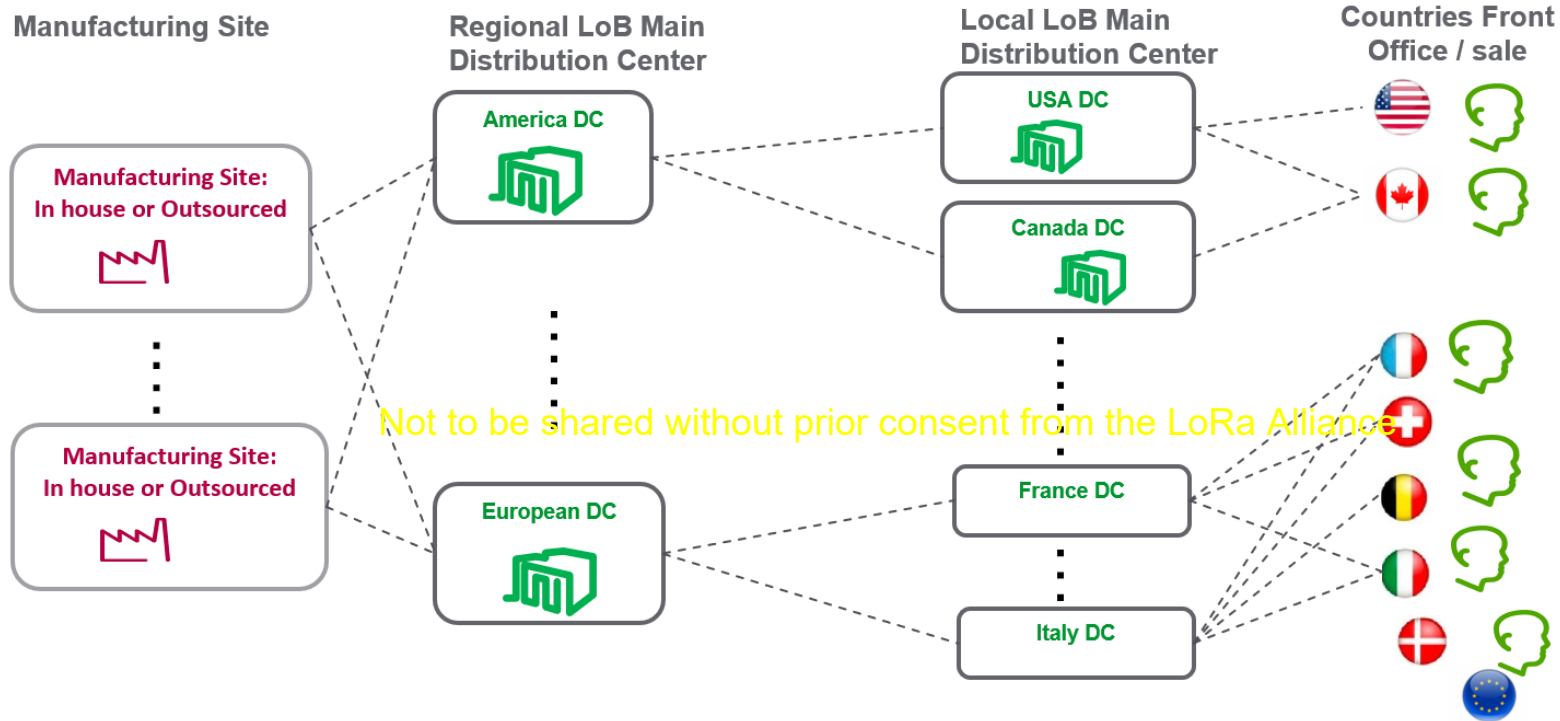 Manufacturing Site
Regional LoB Main
Distribution Center
Local LoB Main
Distribution Center
Countries Front
Office / sale
Manufacturing Site:
In house or Outsourced
America DC
USA DC
Canada DC
Not to be shared without prior consent from the LoRa Alliance
Manufacturing Site:
In house or Outsourced
European DC
France DC
Italy DC